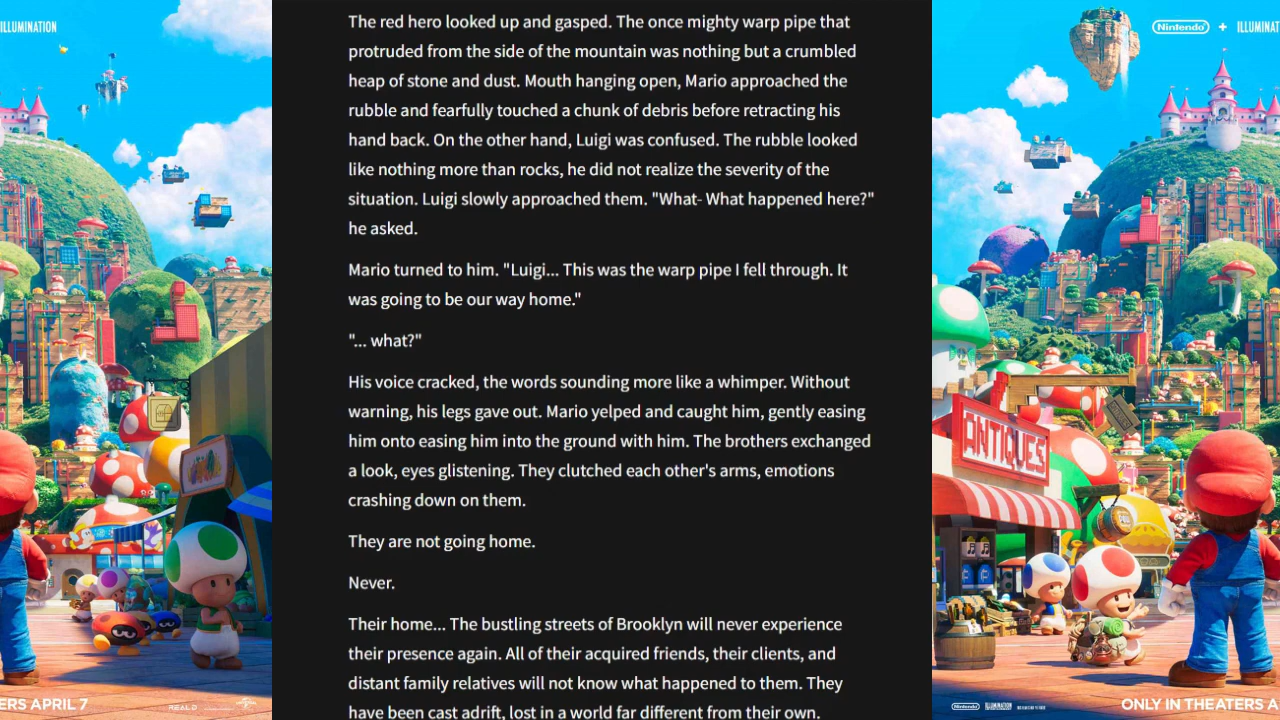 ILLUMINATION
The red hero looked up and gasped. The once mighty warp pipe that
protruded from the side of the mountain was nothing but a crumbled
heap of stone and dust. Mouth hanging open, Mario approached the
rubble and fearfully touched a chunk of debris before retracting his
hand back. On the other hand, Luigi was confused. The rubble looked
like nothing more than rocks, he did not realize the severity of the
situation. Luigi slowly approached them. "What- What happened here?"
he asked.
Mario turned to him. "Luigi... This was the warp pipe I fell through. It
was going to be our way home."
"... what?"
His voice cracked, the words sounding more like a whimper. Without
warning, his legs gave out. Mario yelped and caught him, gently easing
him onto easing him into the ground with him. The brothers exchanged
a look, eyes glistening. They clutched each other's arms, emotions
crashing down on them.
They are not going home.
Never.
Their home... The bustling streets of Brooklyn will never experience
their presence again. All of their acquired friends, their clients, and
distant family relatives will not know what happened to them. They
have been cast adrift, lost in a world far different from their own.
ERS APRIL 7
REAL D
Nintendo + ILLUMINAT
ANTIQUES
Nintendo ILLUMINATION
ONLY IN THEATERS A